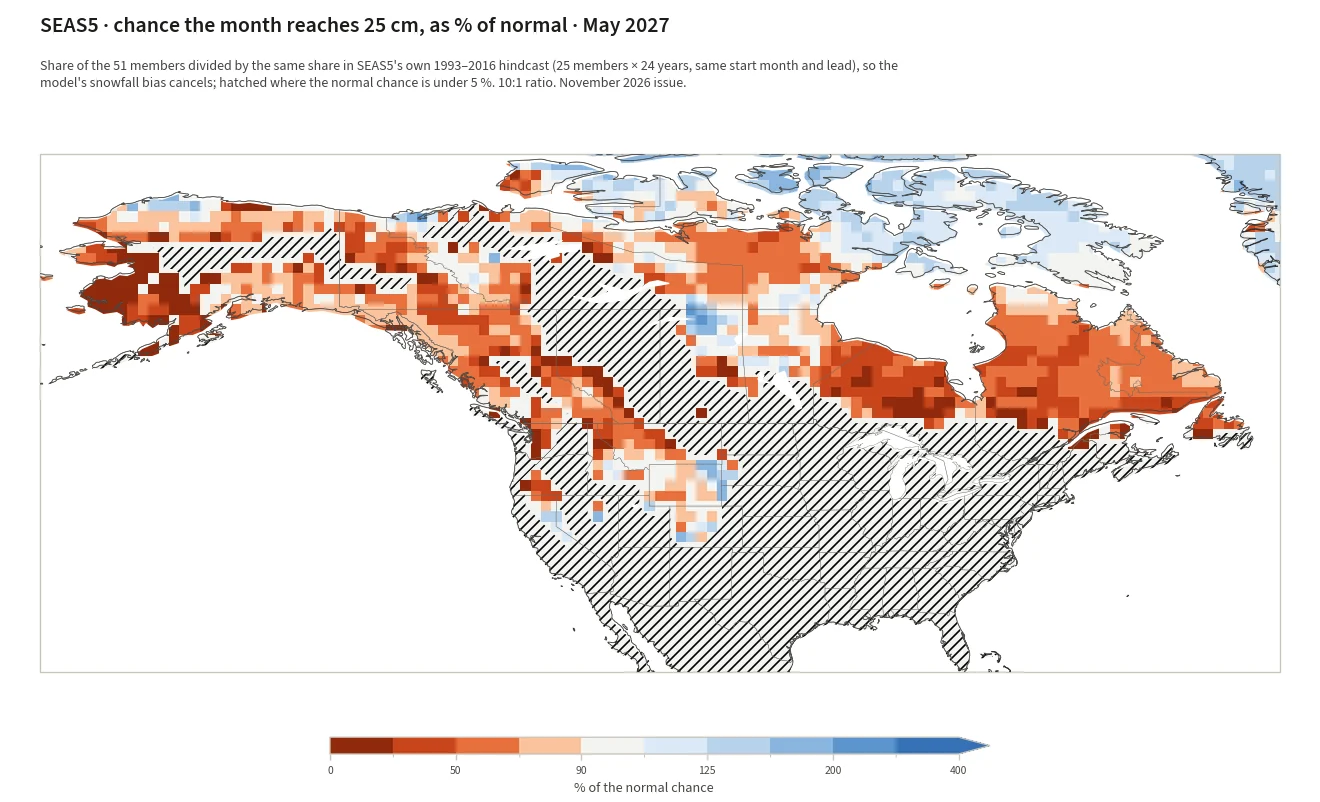 SEAS5 · chance the month reaches 25 cm, as % of normal · May 2027
Share of the 51 members divided by the same share in SEAS5's own 1993–2016 hindcast (25 members × 24 years, same start month and lead), so the
model's snowfall bias cancels; hatched where the normal chance is under 5 %. 10:1 ratio. November 2026 issue.
0 50 90 125 200 400
% of the normal chance